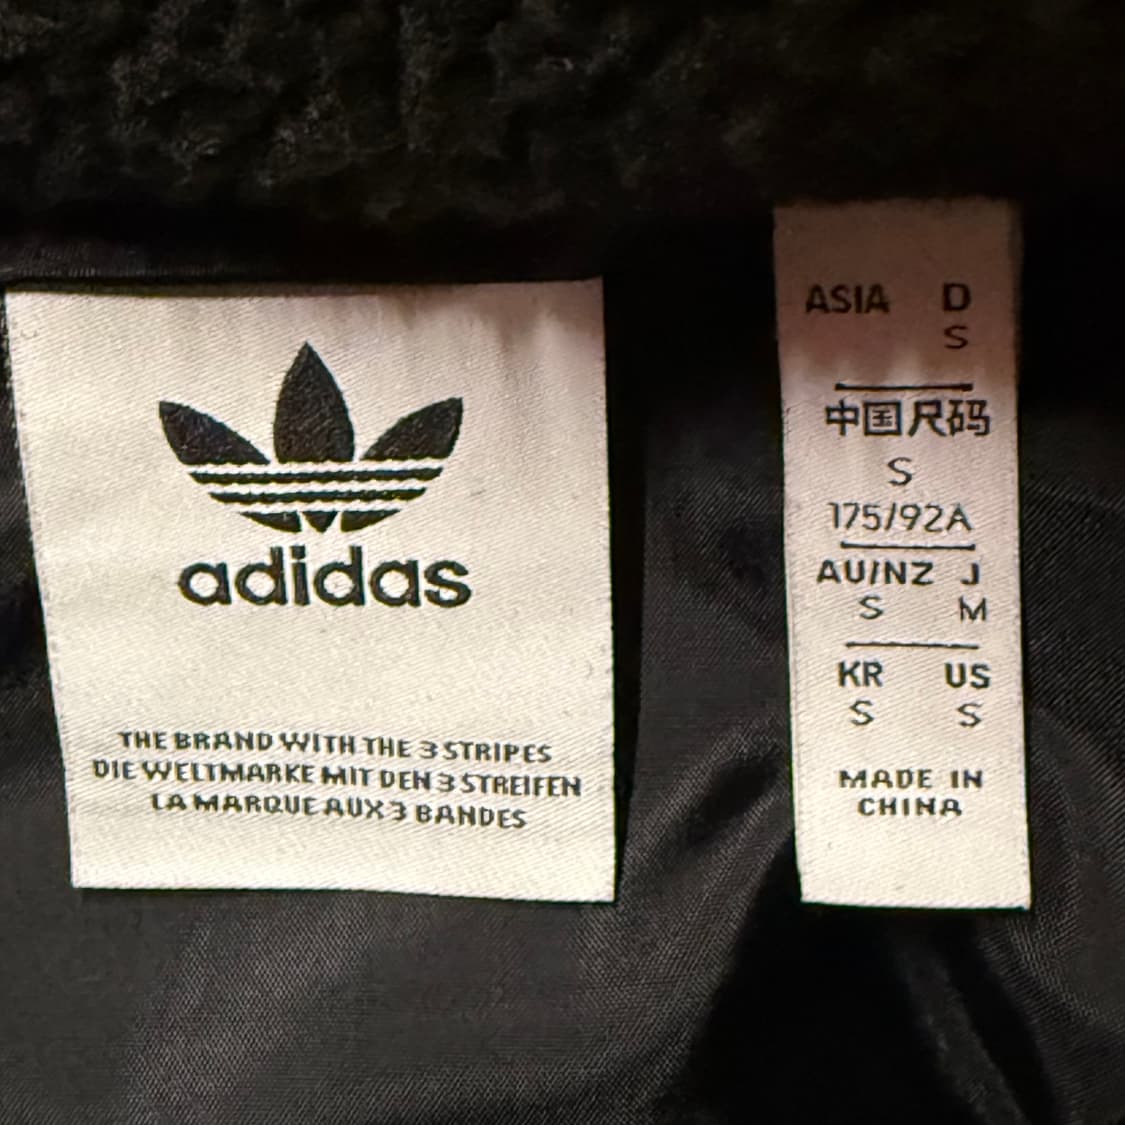 adidas
THE BRAND WITH THE 3 STRIPES
DIE WELTMARKE MIT DEN 3 STREIFEN
LA MARQUE AUX 3 BANDES
ASIA D
S
中国尺码
S
175/92A
AU/NZ J
S M
KR US
S S
MADE IN
CHINA